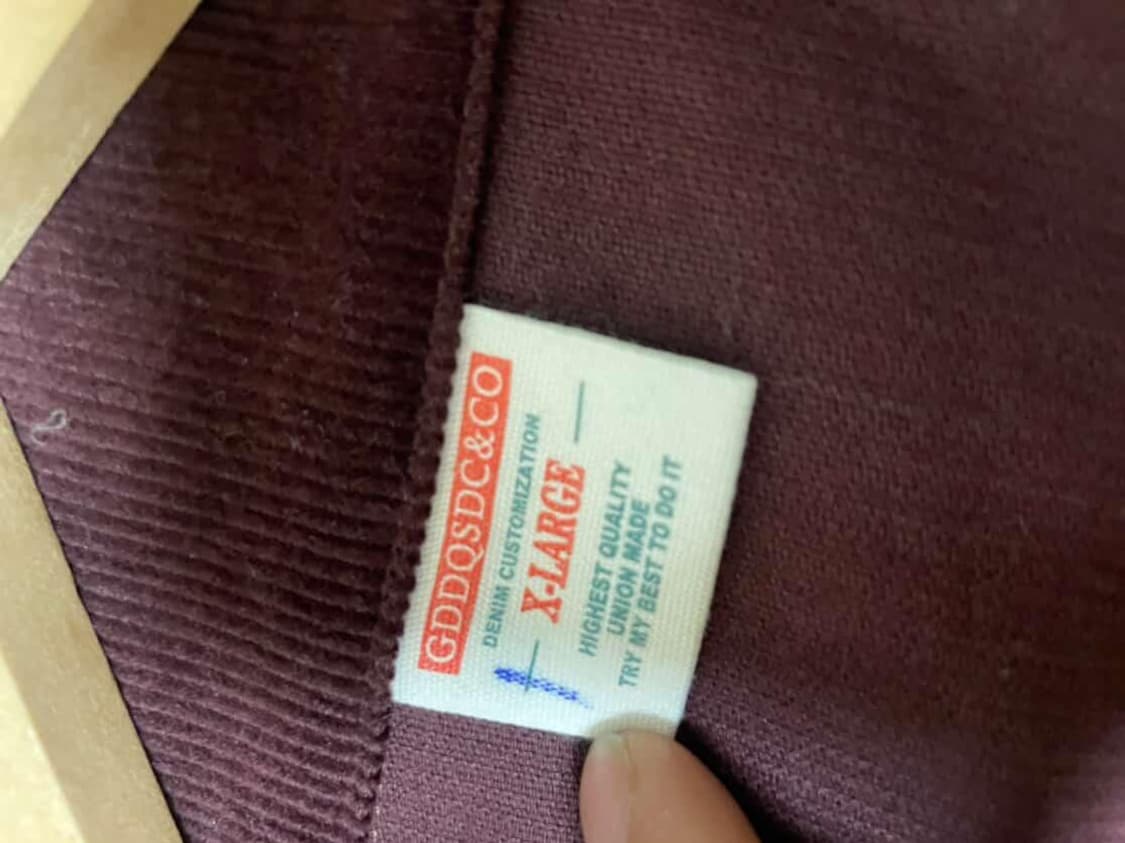 GDDQSDC&CO
DENIM CUSTOMIZATION
X-LARGE
HIGHEST QUALITY
UNION MADE
TRY MY BEST TO DO IT